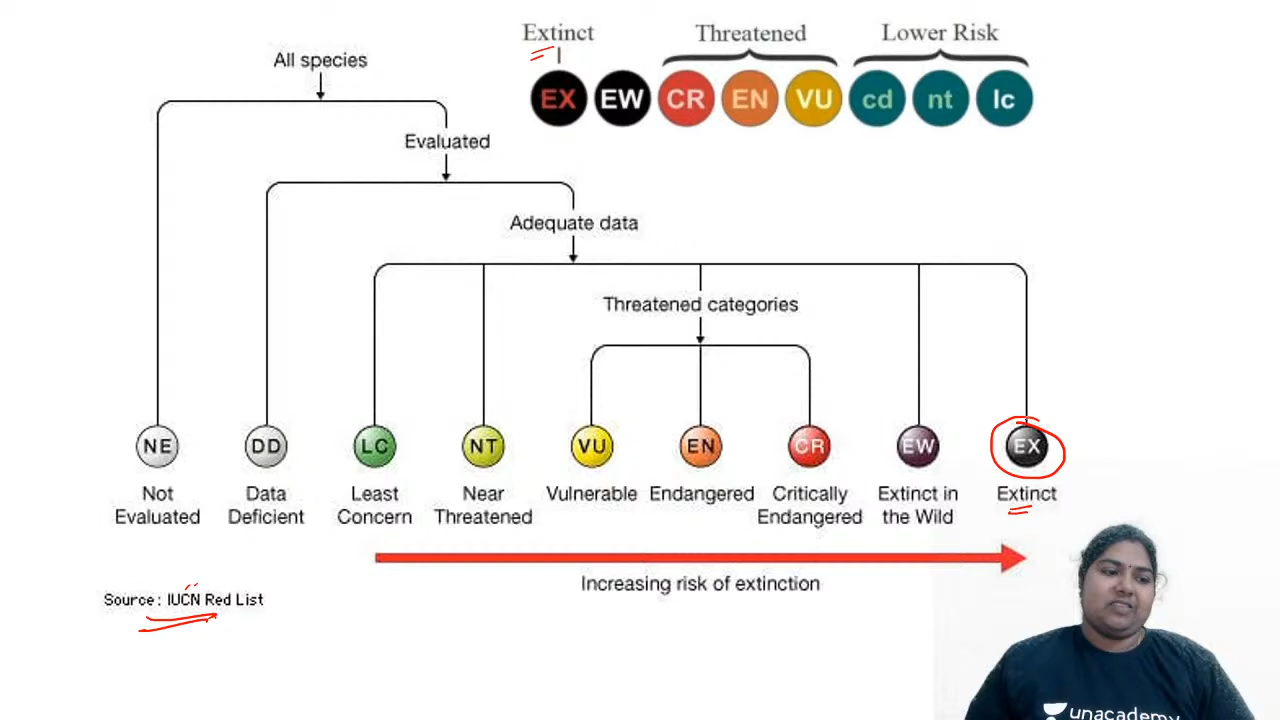 Extinct
Threatened
Lower Risk
EX EW CR EN VU cd nt lc
All species
Evaluated
Adequate data
Threatened categories
NE DD LC NT VU EN CR EW EX
Not Evaluated
Data Deficient
Least Concern
Near Threatened
Vulnerable
Endangered
Critically Endangered
Extinct in the Wild
Extinct
Increasing risk of extinction
Source: IUCN Red List
unacademy